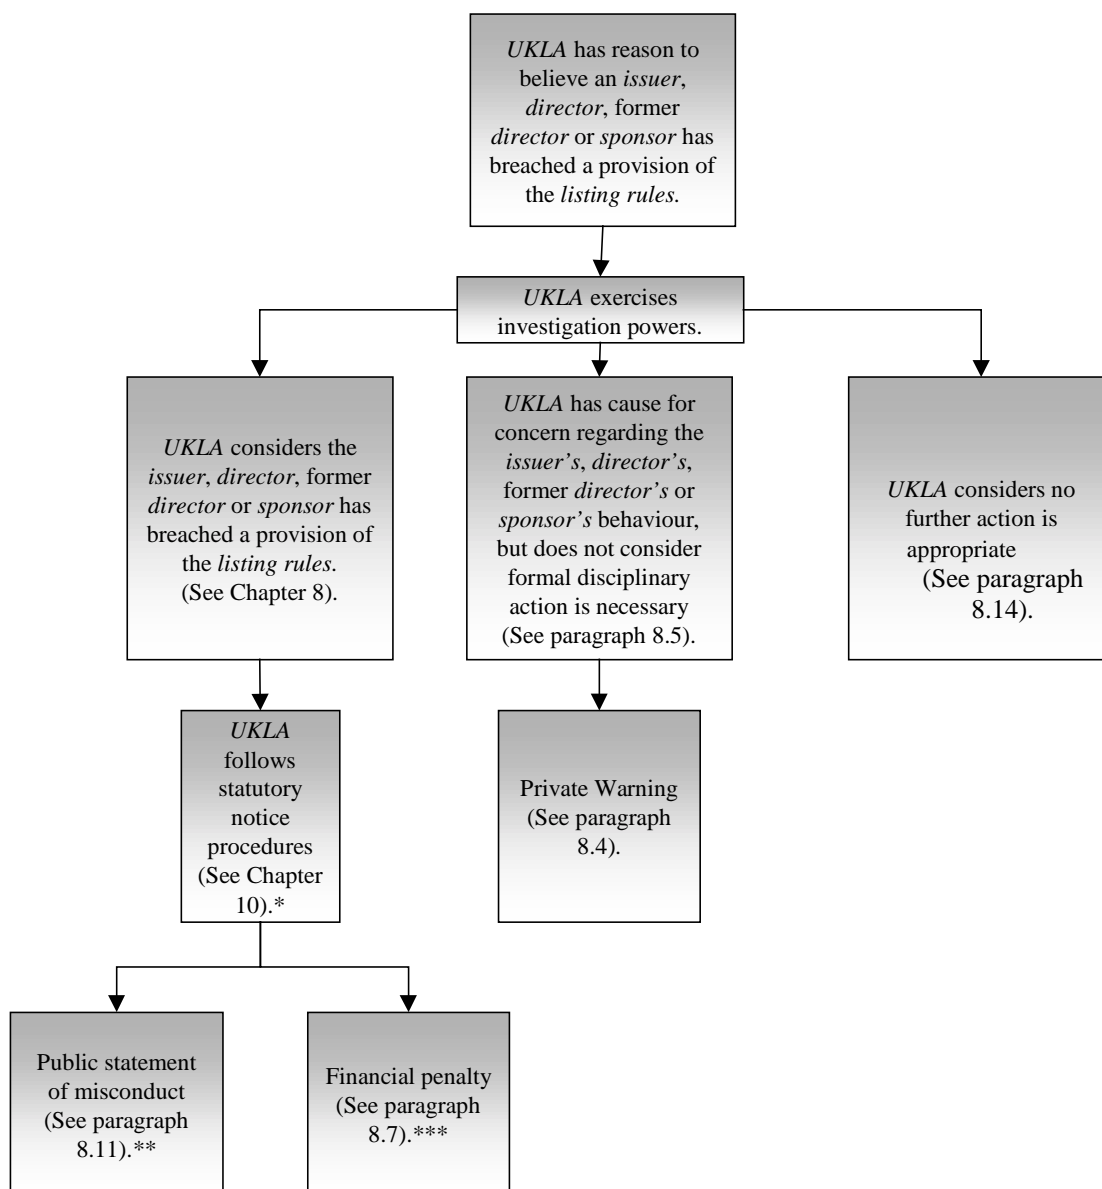 UKLA has reason to
believe an issuer,
director, former
director or sponsor has
breached a provision of
the listing rules.
UKLA exercises
investigation powers.
UKLA considers the
issuer, director, former
director or sponsor has
breached a provision of
the listing rules.
(See Chapter 8).
UKLA has cause for
concern regarding the
issuer’s, director’s,
former director’s or
sponsor’s behaviour,
but does not consider
formal disciplinary
action is necessary
(See paragraph 8.5).
UKLA considers no
further action is
appropriate
(See paragraph
8.14).
UKLA
follows
statutory
notice
procedures
(See Chapter
10).*
Private Warning
(See paragraph
8.4).
Public statement
of misconduct
(See paragraph
8.11).**
Financial penalty
(See paragraph
8.7).***